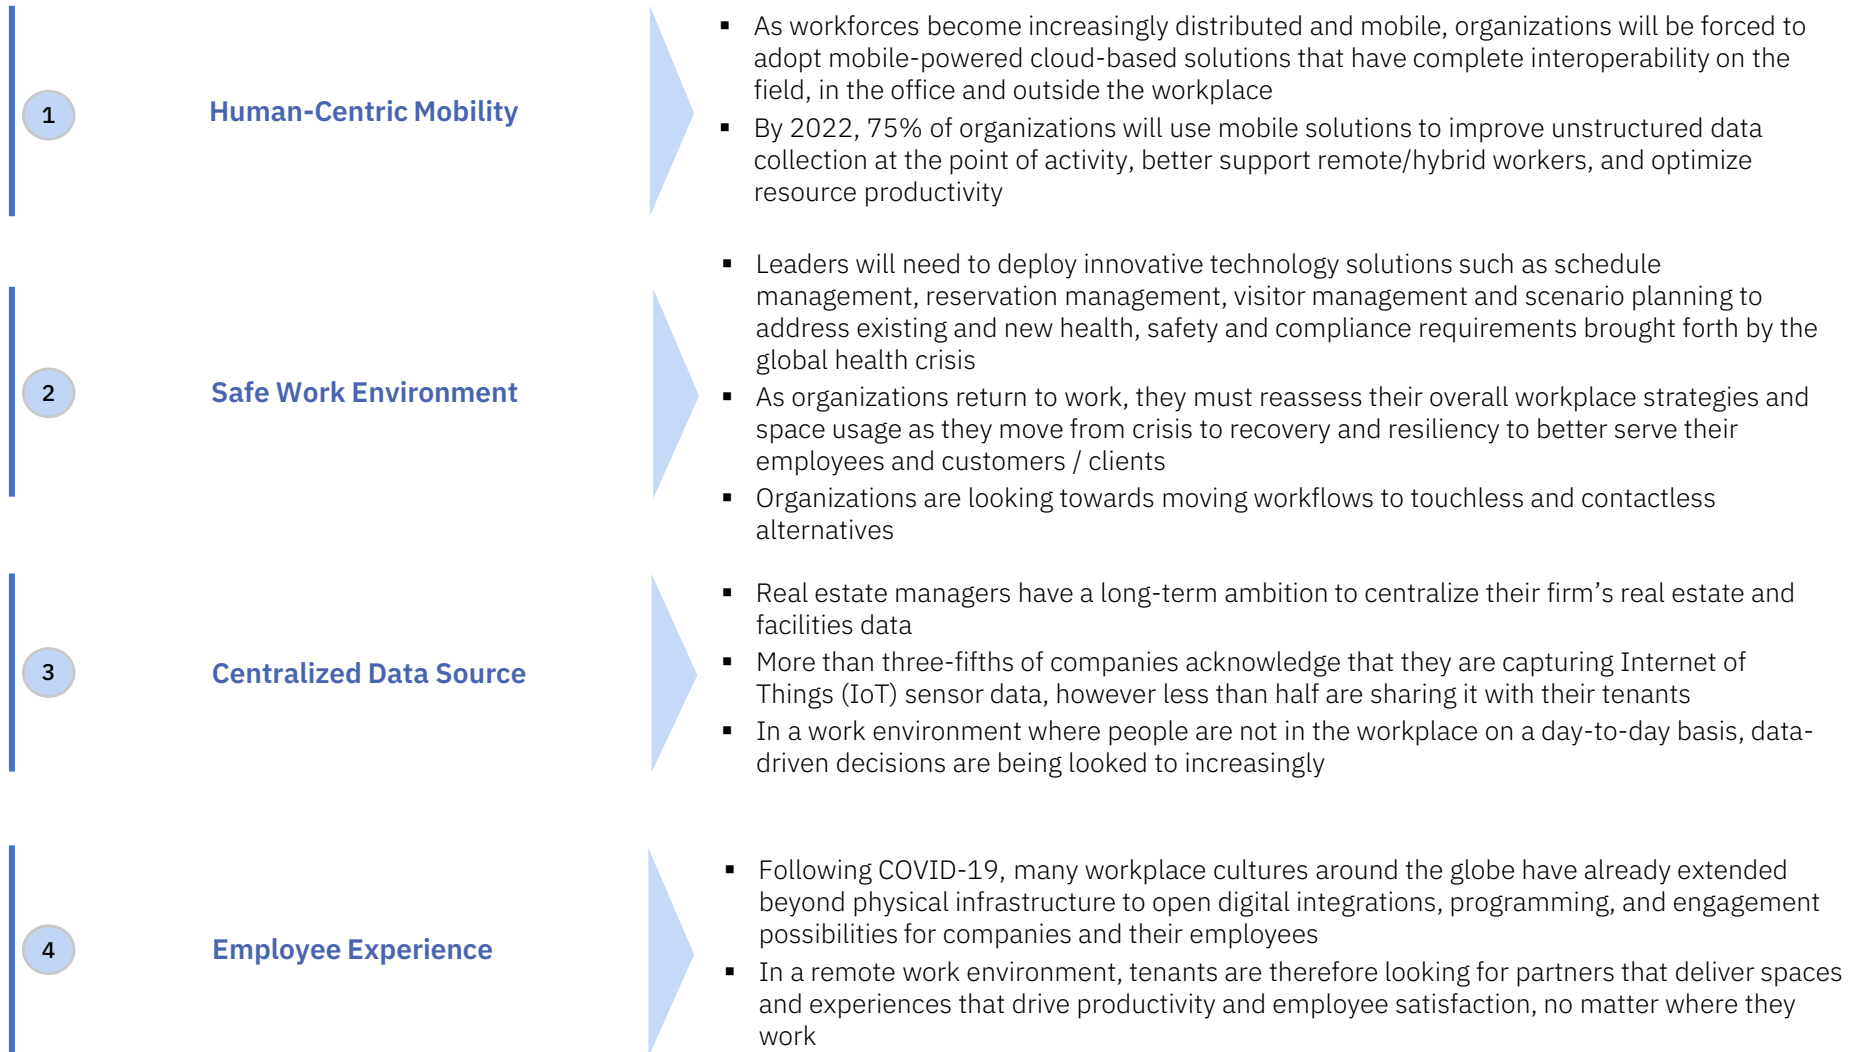 1
Human-Centric Mobility
▪ As workforces become increasingly distributed and mobile, organizations will be forced to
adopt mobile-powered cloud-based solutions that have complete interoperability on the
field, in the office and outside the workplace
▪ By 2022, 75% of organizations will use mobile solutions to improve unstructured data
collection at the point of activity, better support remote/hybrid workers, and optimize
resource productivity
2
Safe Work Environment
▪ Leaders will need to deploy innovative technology solutions such as schedule
management, reservation management, visitor management and scenario planning to
address existing and new health, safety and compliance requirements brought forth by the
global health crisis
▪ As organizations return to work, they must reassess their overall workplace strategies and
space usage as they move from crisis to recovery and resiliency to better serve their
employees and customers / clients
▪ Organizations are looking towards moving workflows to touchless and contactless
alternatives
3
Centralized Data Source
▪ Real estate managers have a long-term ambition to centralize their firm’s real estate and
facilities data
▪ More than three-fifths of companies acknowledge that they are capturing Internet of
Things (IoT) sensor data, however less than half are sharing it with their tenants
▪ In a work environment where people are not in the workplace on a day-to-day basis, data-
driven decisions are being looked to increasingly
4
Employee Experience
▪ Following COVID-19, many workplace cultures around the globe have already extended
beyond physical infrastructure to open digital integrations, programming, and engagement
possibilities for companies and their employees
▪ In a remote work environment, tenants are therefore looking for partners that deliver spaces
and experiences that drive productivity and employee satisfaction, no matter where they
work